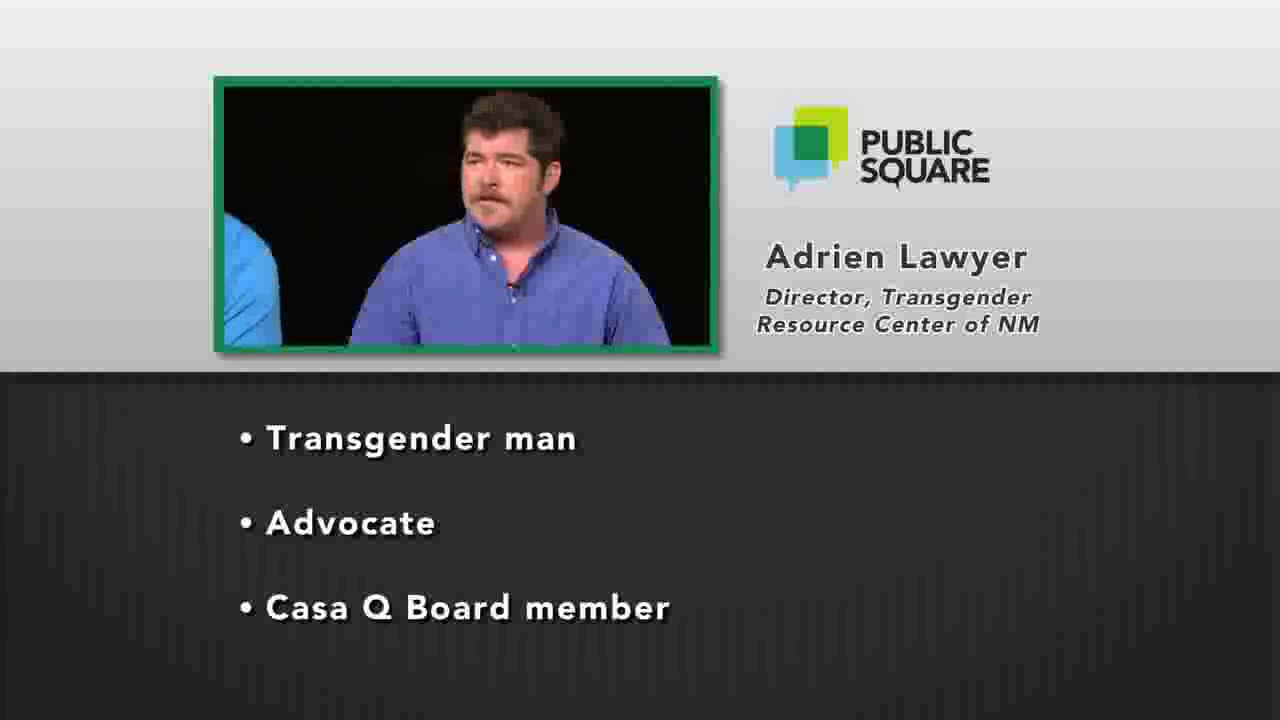 PUBLIC
SQUARE
Adrien Lawyer
Director, Transgender
Resource Center of NM
• Transgender man
• Advocate
• Casa Q Board member